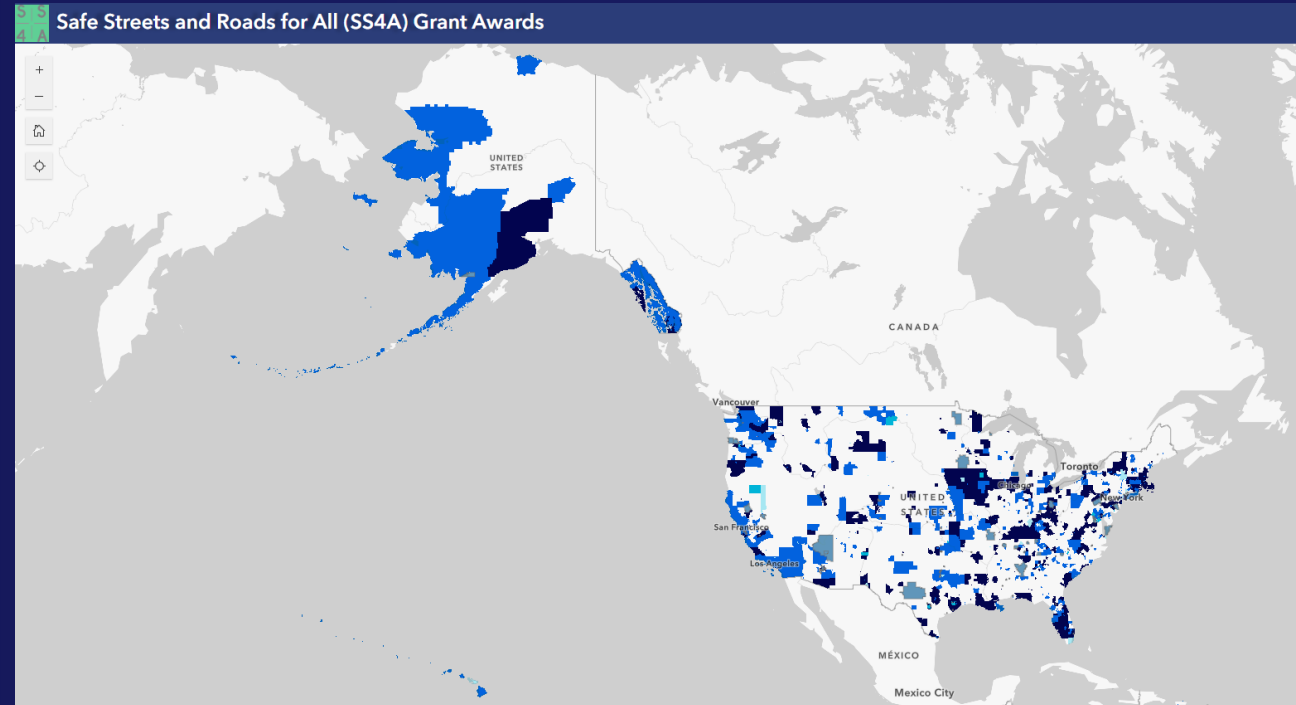 S S
4 A
Safe Streets and Roads for All (SS4A) Grant Awards
+
−
UNITED
STATES
CANADA
Vancouver
Toronto
Chicago
New York
UNITED
STATES
San Francisco
Los Angeles
MÉXICO
Mexico City